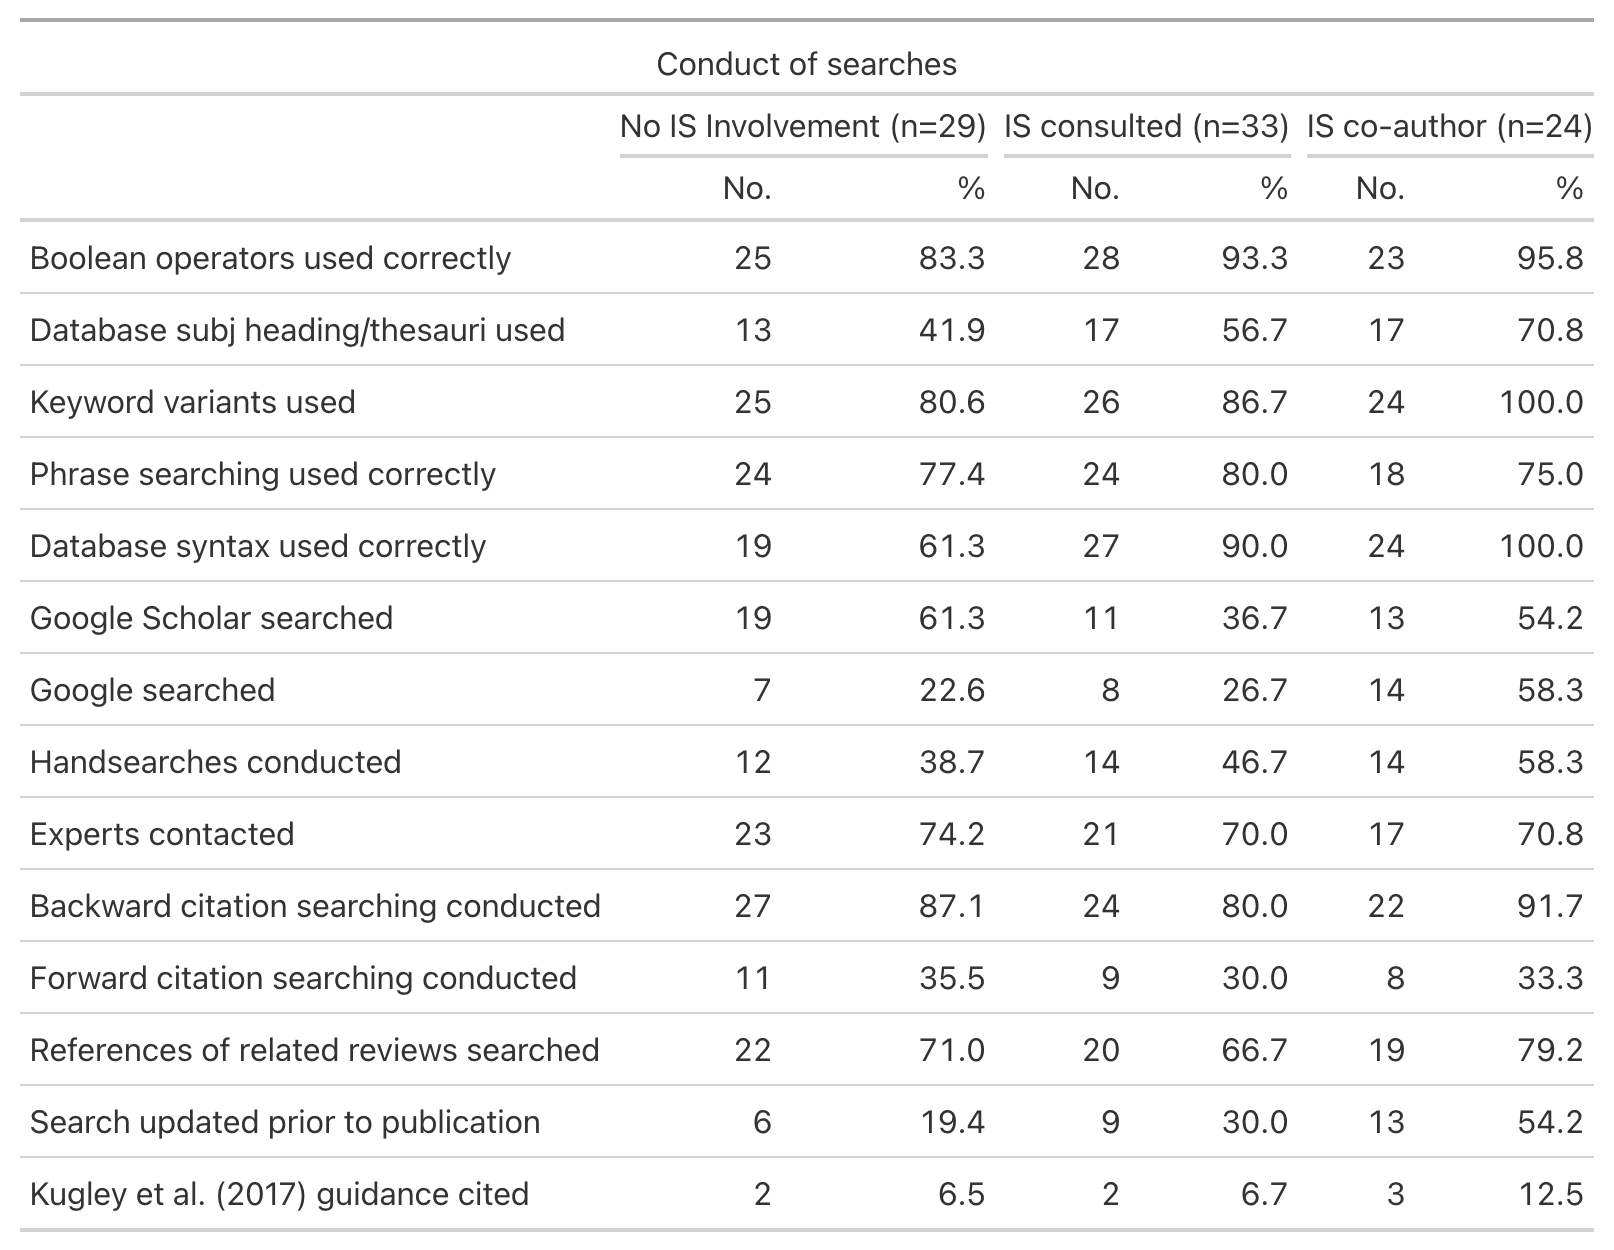 Conduct of searches
No IS Involvement (n=29) IS consulted (n=33) IS co-author (n=24)
No. % No. % No. %
Boolean operators used correctly 25 83.3 28 93.3 23 95.8
Database subj heading/thesauri used 13 41.9 17 56.7 17 70.8
Keyword variants used 25 80.6 26 86.7 24 100.0
Phrase searching used correctly 24 77.4 24 80.0 18 75.0
Database syntax used correctly 19 61.3 27 90.0 24 100.0
Google Scholar searched 19 61.3 11 36.7 13 54.2
Google searched 7 22.6 8 26.7 14 58.3
Handsearches conducted 12 38.7 14 46.7 14 58.3
Experts contacted 23 74.2 21 70.0 17 70.8
Backward citation searching conducted 27 87.1 24 80.0 22 91.7
Forward citation searching conducted 11 35.5 9 30.0 8 33.3
References of related reviews searched 22 71.0 20 66.7 19 79.2
Search updated prior to publication 6 19.4 9 30.0 13 54.2
Kugley et al. (2017) guidance cited 2 6.5 2 6.7 3 12.5